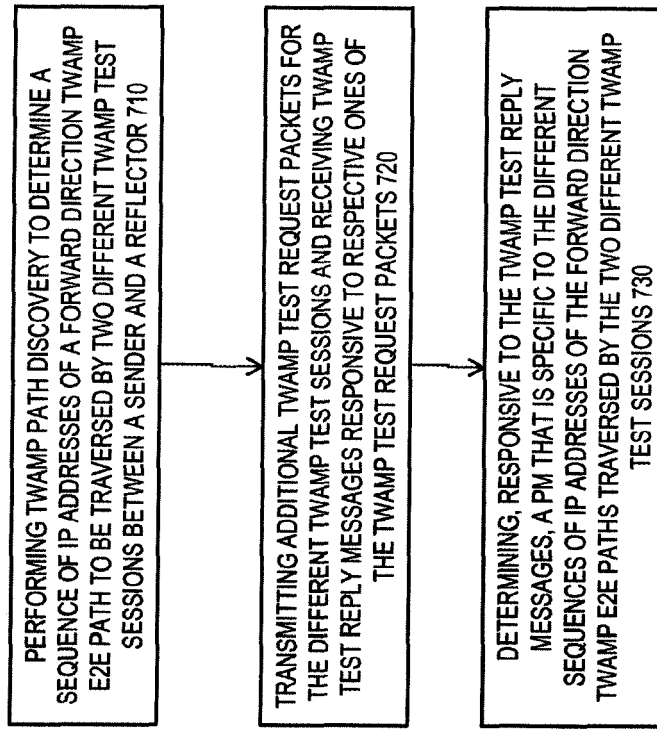 PERFORMING TWAMP PATH DISCOVERY TO DETERMINE A
SEQUENCE OF IP ADDRESSES OF A FORWARD DIRECTION TWAMP
E2E PATH TO BE TRAVERSED BY TWO DIFFERENT TWAMP TEST
SESSIONS BETWEEN A SENDER AND A REFLECTOR 710
TRANSMITTING ADDITIONAL TWAMP TEST REQUEST PACKETS FOR
THE DIFFERENT TWAMP TEST SESSIONS AND RECEIVING TWAMP
TEST REPLY MESSAGES RESPONSIVE TO RESPECTIVE ONES OF
THE TWAMP TEST REQUEST PACKETS 720
DETERMINING, RESPONSIVE TO THE TWAMP TEST REPLY
MESSAGES, A PM THAT IS SPECIFIC TO THE DIFFERENT
SEQUENCES OF IP ADDRESSES OF THE FORWARD DIRECTION
TWAMP E2E PATHS TRAVERSED BY THE TWO DIFFERENT TWAMP
TEST SESSIONS 730